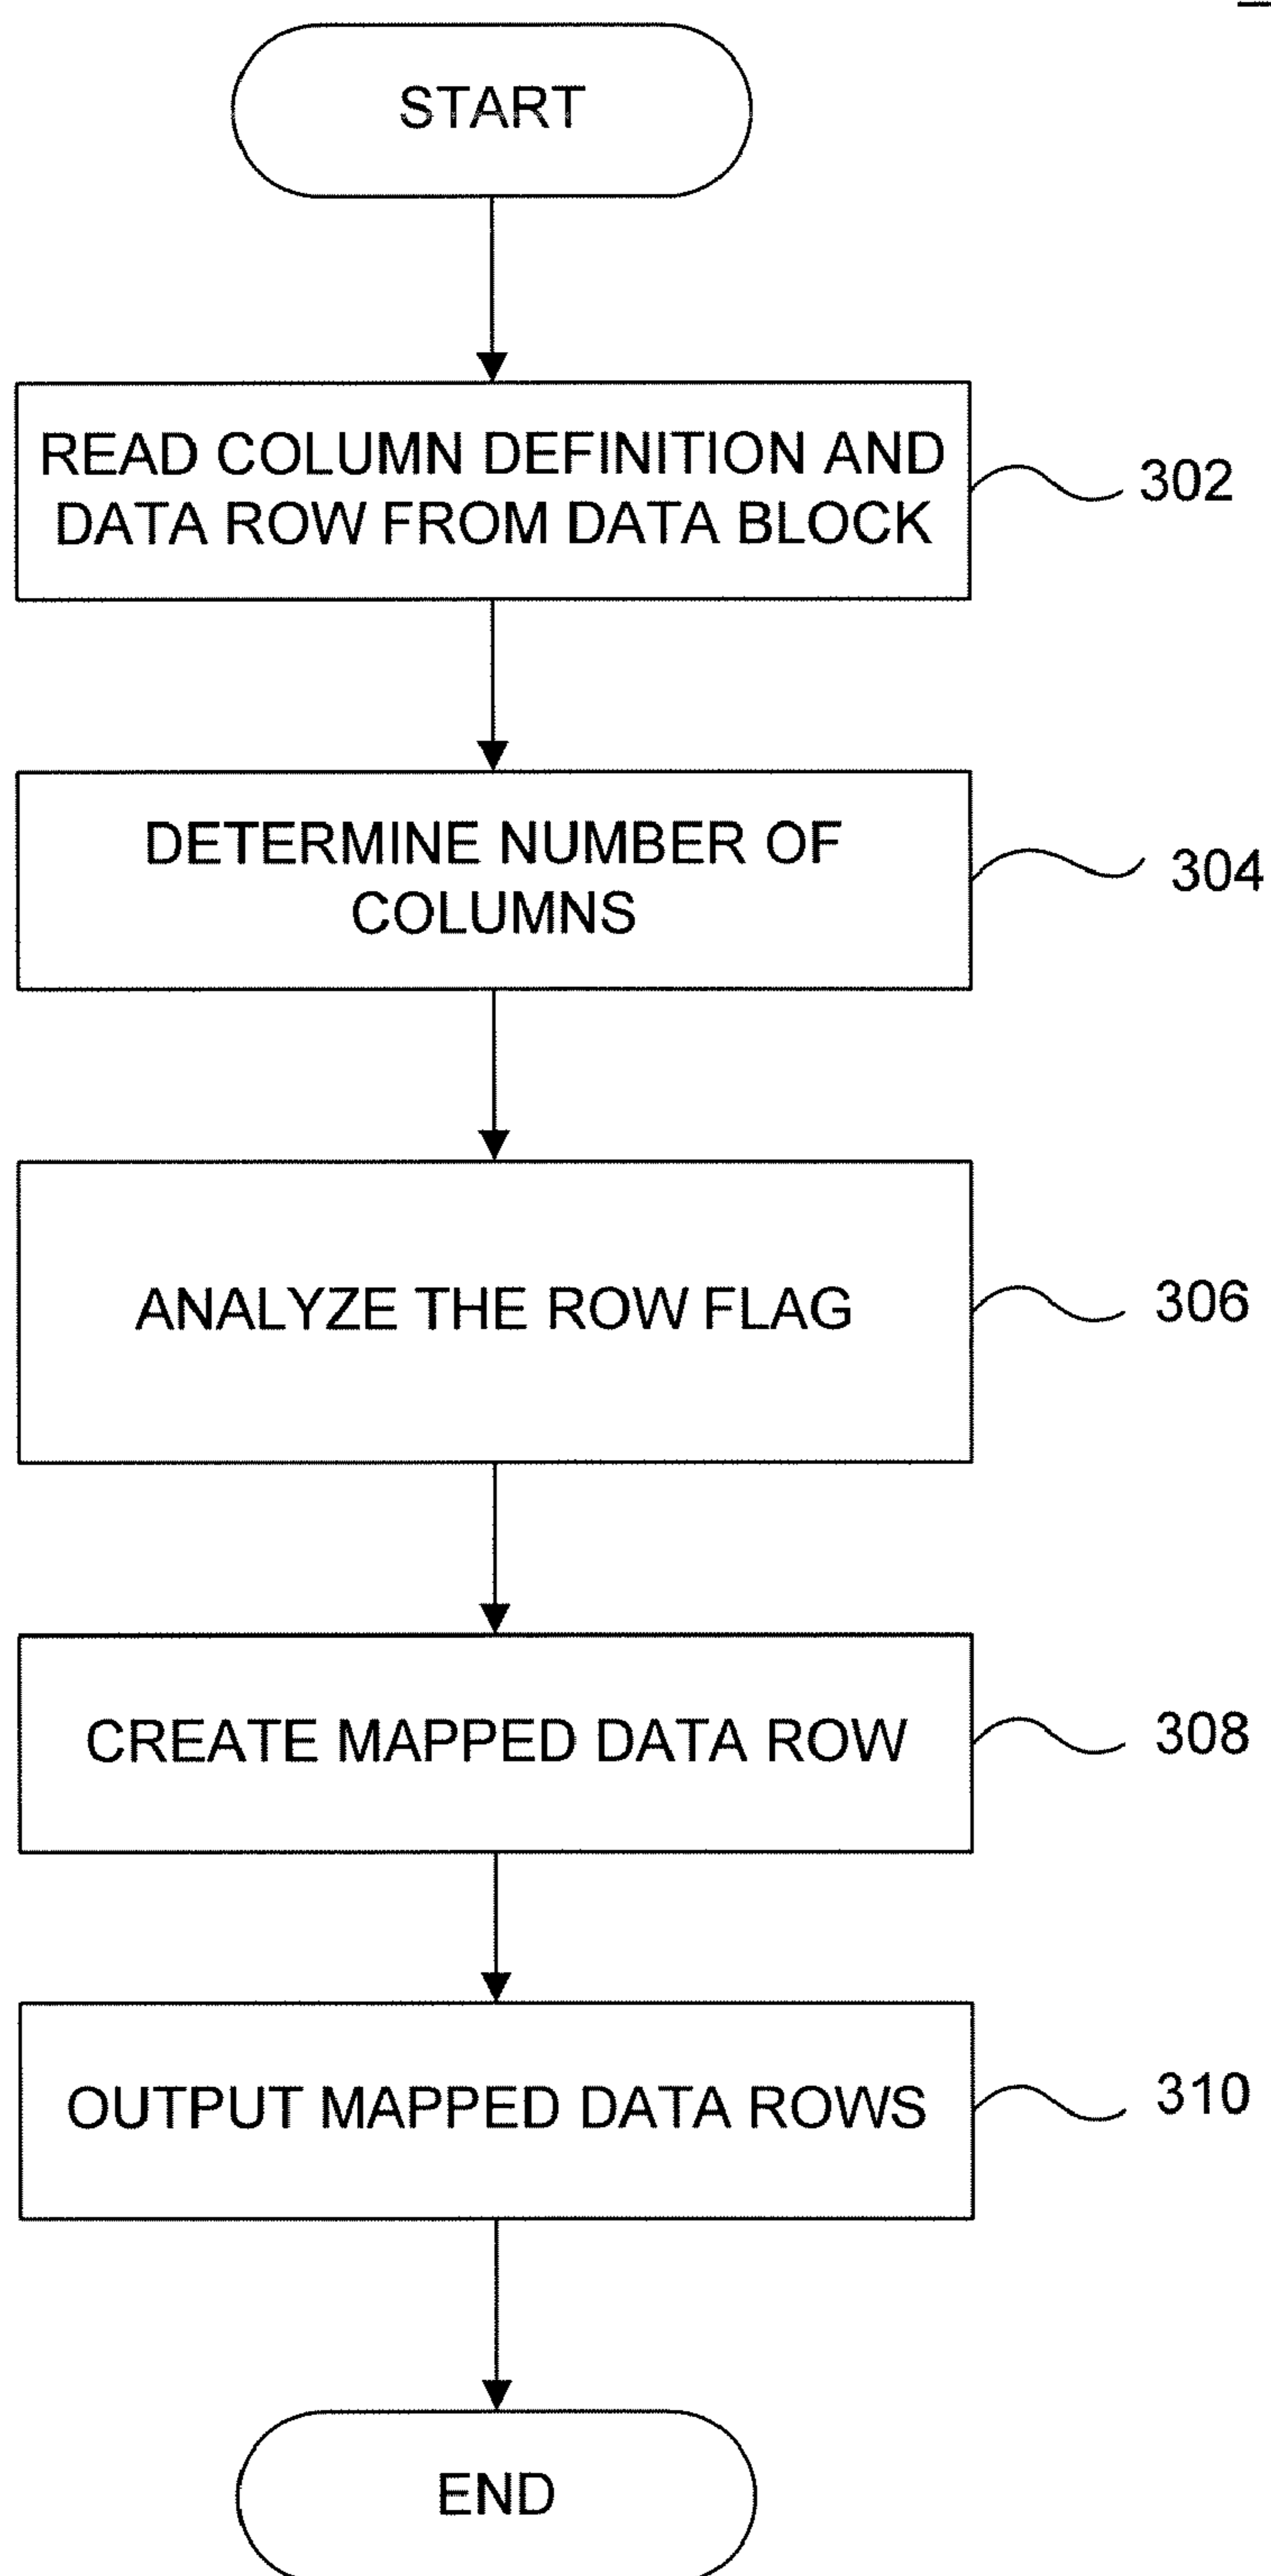 START
READ COLUMN DEFINITION AND
DATA ROW FROM DATA BLOCK
302
DETERMINE NUMBER OF
COLUMNS
304
ANALYZE THE ROW FLAG
306
CREATE MAPPED DATA ROW
308
OUTPUT MAPPED DATA ROWS
310
END